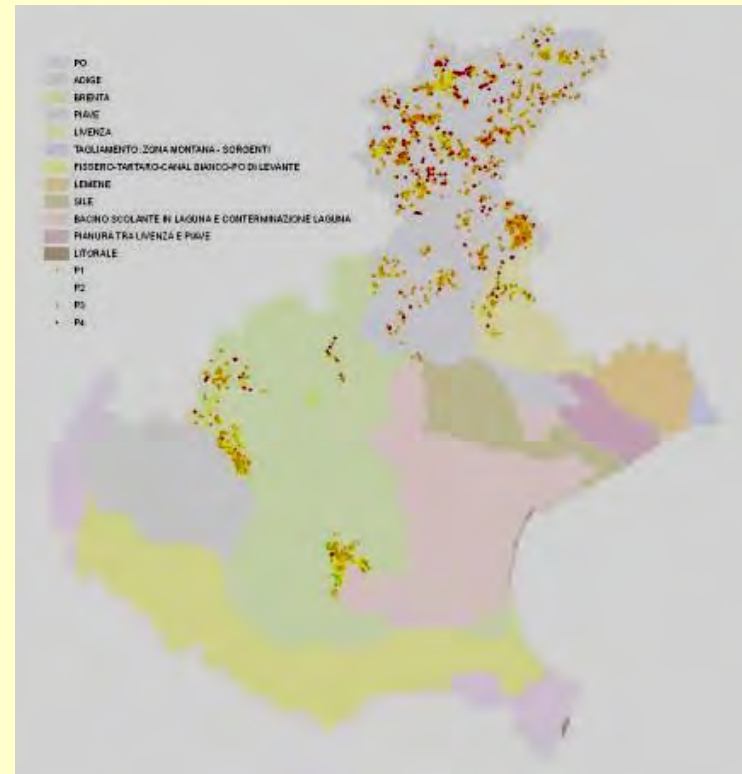 PO
ADIGE
BRENTA
PIAVE
LIVENZA
TAGLIAMENTO: ZONA MONTANA - SORGENTI
FISSERO-TARTARO-CANAL BIANCO-PO DI LEVANTE
LEMENE
SILE
BACINO SCOLANTE IN LAGUNA E CONTERMINAZIONE LAGUNA
PIANURA TRA LIVENZA E PIAVE
LITORALE
P1
P2
P3
P4